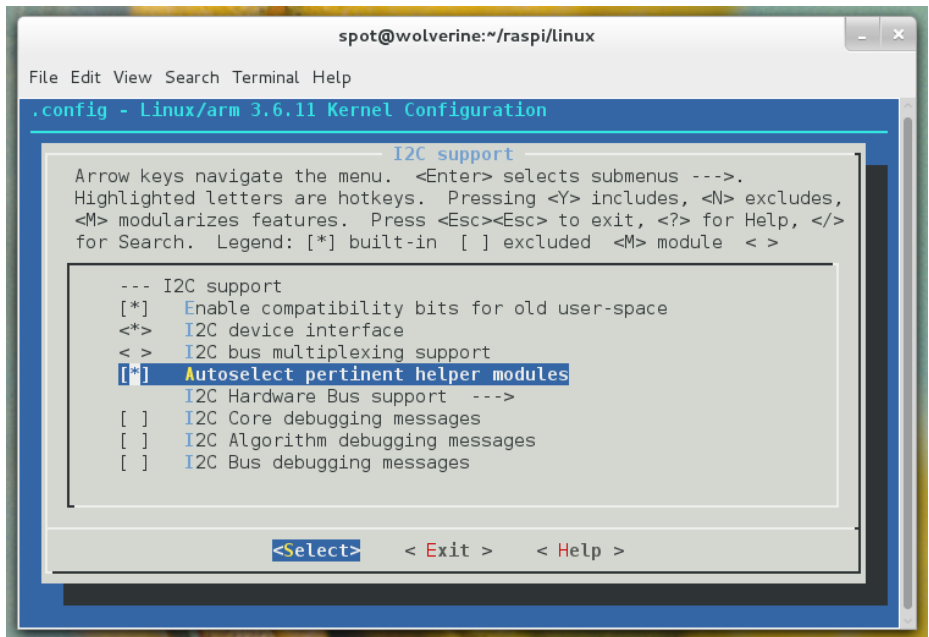 spot@wolverine:~/raspi/linux
File Edit View Search Terminal Help
.config - Linux/arm 3.6.11 Kernel Configuration
I2C support
Arrow keys navigate the menu.  <Enter> selects submenus --->.
Highlighted letters are hotkeys.  Pressing <Y> includes, <N> excludes,
<M> modularizes features.  Press <Esc><Esc> to exit, <?> for Help, </>
for Search.  Legend: [*] built-in  [ ] excluded  <M> module  < >
--- I2C support
[*]   Enable compatibility bits for old user-space
<*>   I2C device interface
< >   I2C bus multiplexing support
[*]   Autoselect pertinent helper modules
I2C Hardware Bus support  --->
[ ]   I2C Core debugging messages
[ ]   I2C Algorithm debugging messages
[ ]   I2C Bus debugging messages
<Select>    < Exit >    < Help >